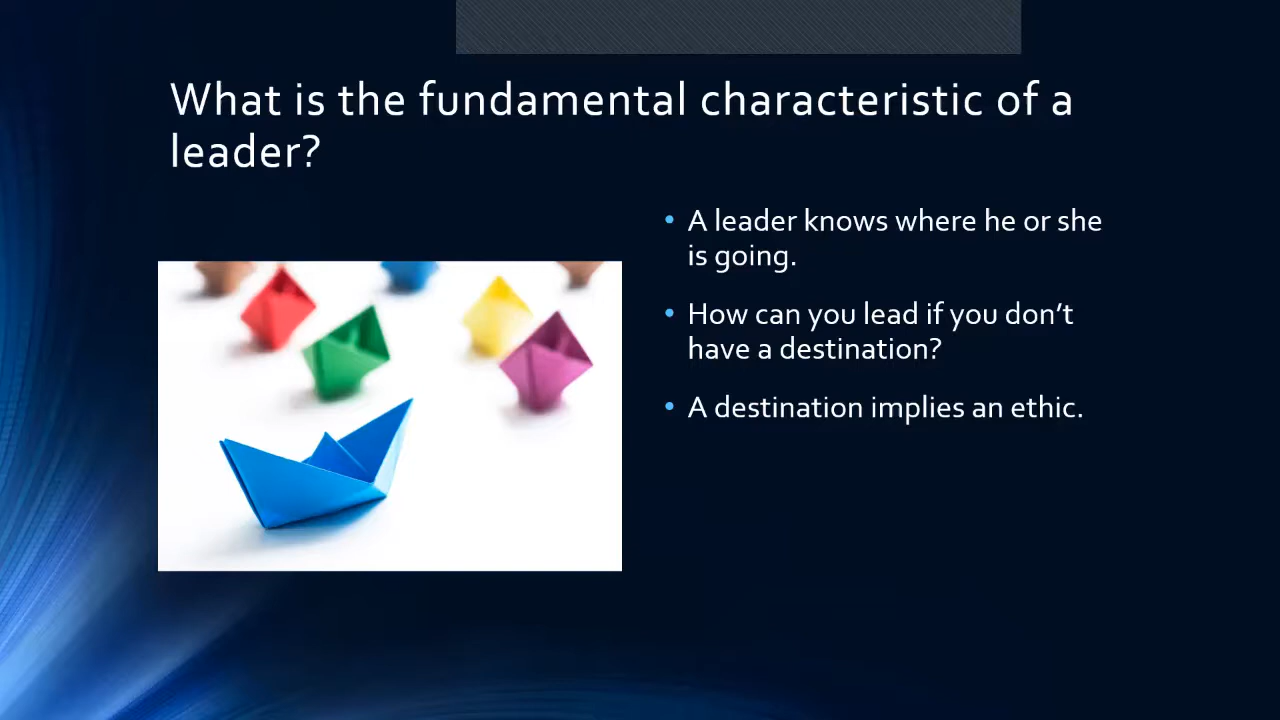 What is the fundamental characteristic of a
leader?
• A leader knows where he or she
is going.
• How can you lead if you don’t
have a destination?
• A destination implies an ethic.